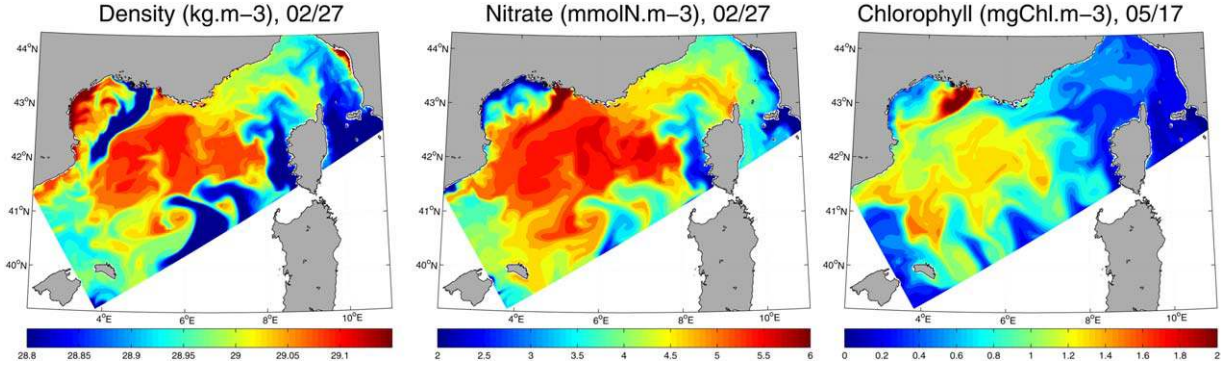 Density (kg.m-3), 02/27
44°N
43°N
42°N
41°N
40°N
4°E
6°E
8°E
10°E
28.8
28.85
28.9
28.95
29
29.05
29.1
Nitrate (mmolN.m-3), 02/27
44°N
43°N
42°N
41°N
40°N
4°E
6°E
8°E
10°E
2
2.5
3
3.5
4
4.5
5
5.5
6
Chlorophyll (mgChl.m-3), 05/17
44°N
43°N
42°N
41°N
40°N
4°E
6°E
8°E
10°E
0
0.2
0.4
0.6
0.8
1
1.2
1.4
1.6
1.8
2